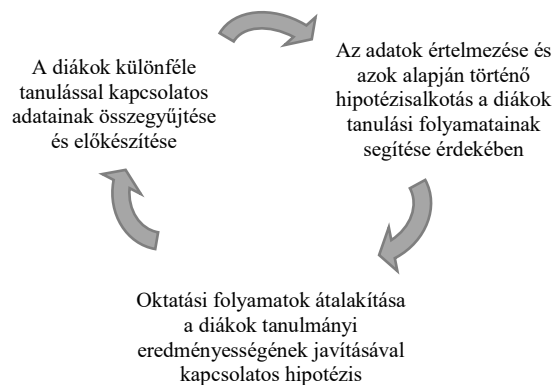 A diákok különféle
tanulással kapcsolatos
adatainak összegyűjtése
és előkészítése
Az adatok értelmezése és
azok alapján történő
hipotézisalkotás a diákok
tanulási folyamatainak
segítése érdekében
Oktatási folyamatok átalakítása
a diákok tanulmányi
eredményességének javításával
kapcsolatos hipotézis